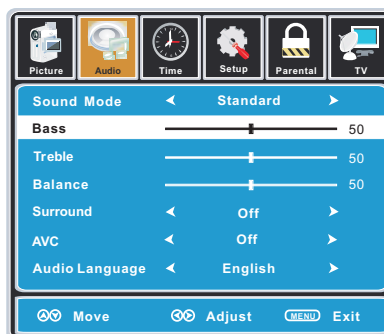 Picture Audio Time Setup Parental TV
Sound Mode Standard
Bass 50
Treble 50
Balance 50
Surround Off
AVC Off
Audio Language English
Move Adjust MENU Exit